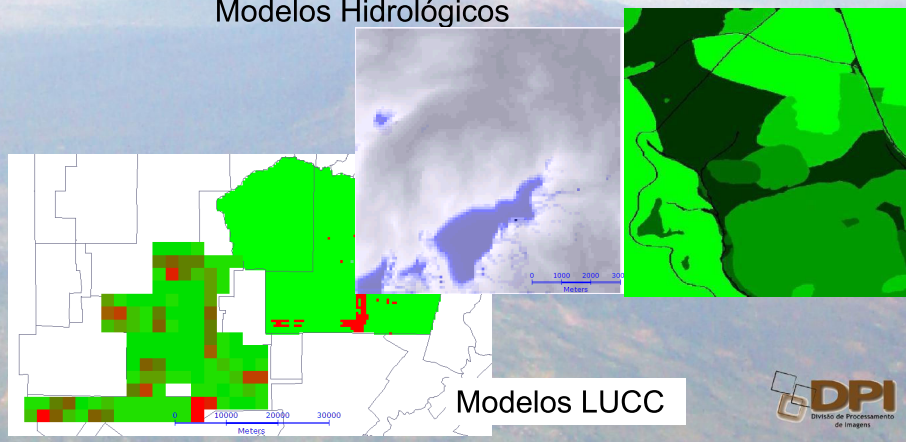 Modelos Hidrológicos
0 1000 2000 300
Meters
0 10000 20000 30000
Meters
Modelos LUCC
DPI
Divisão de Processamento
de Imagens